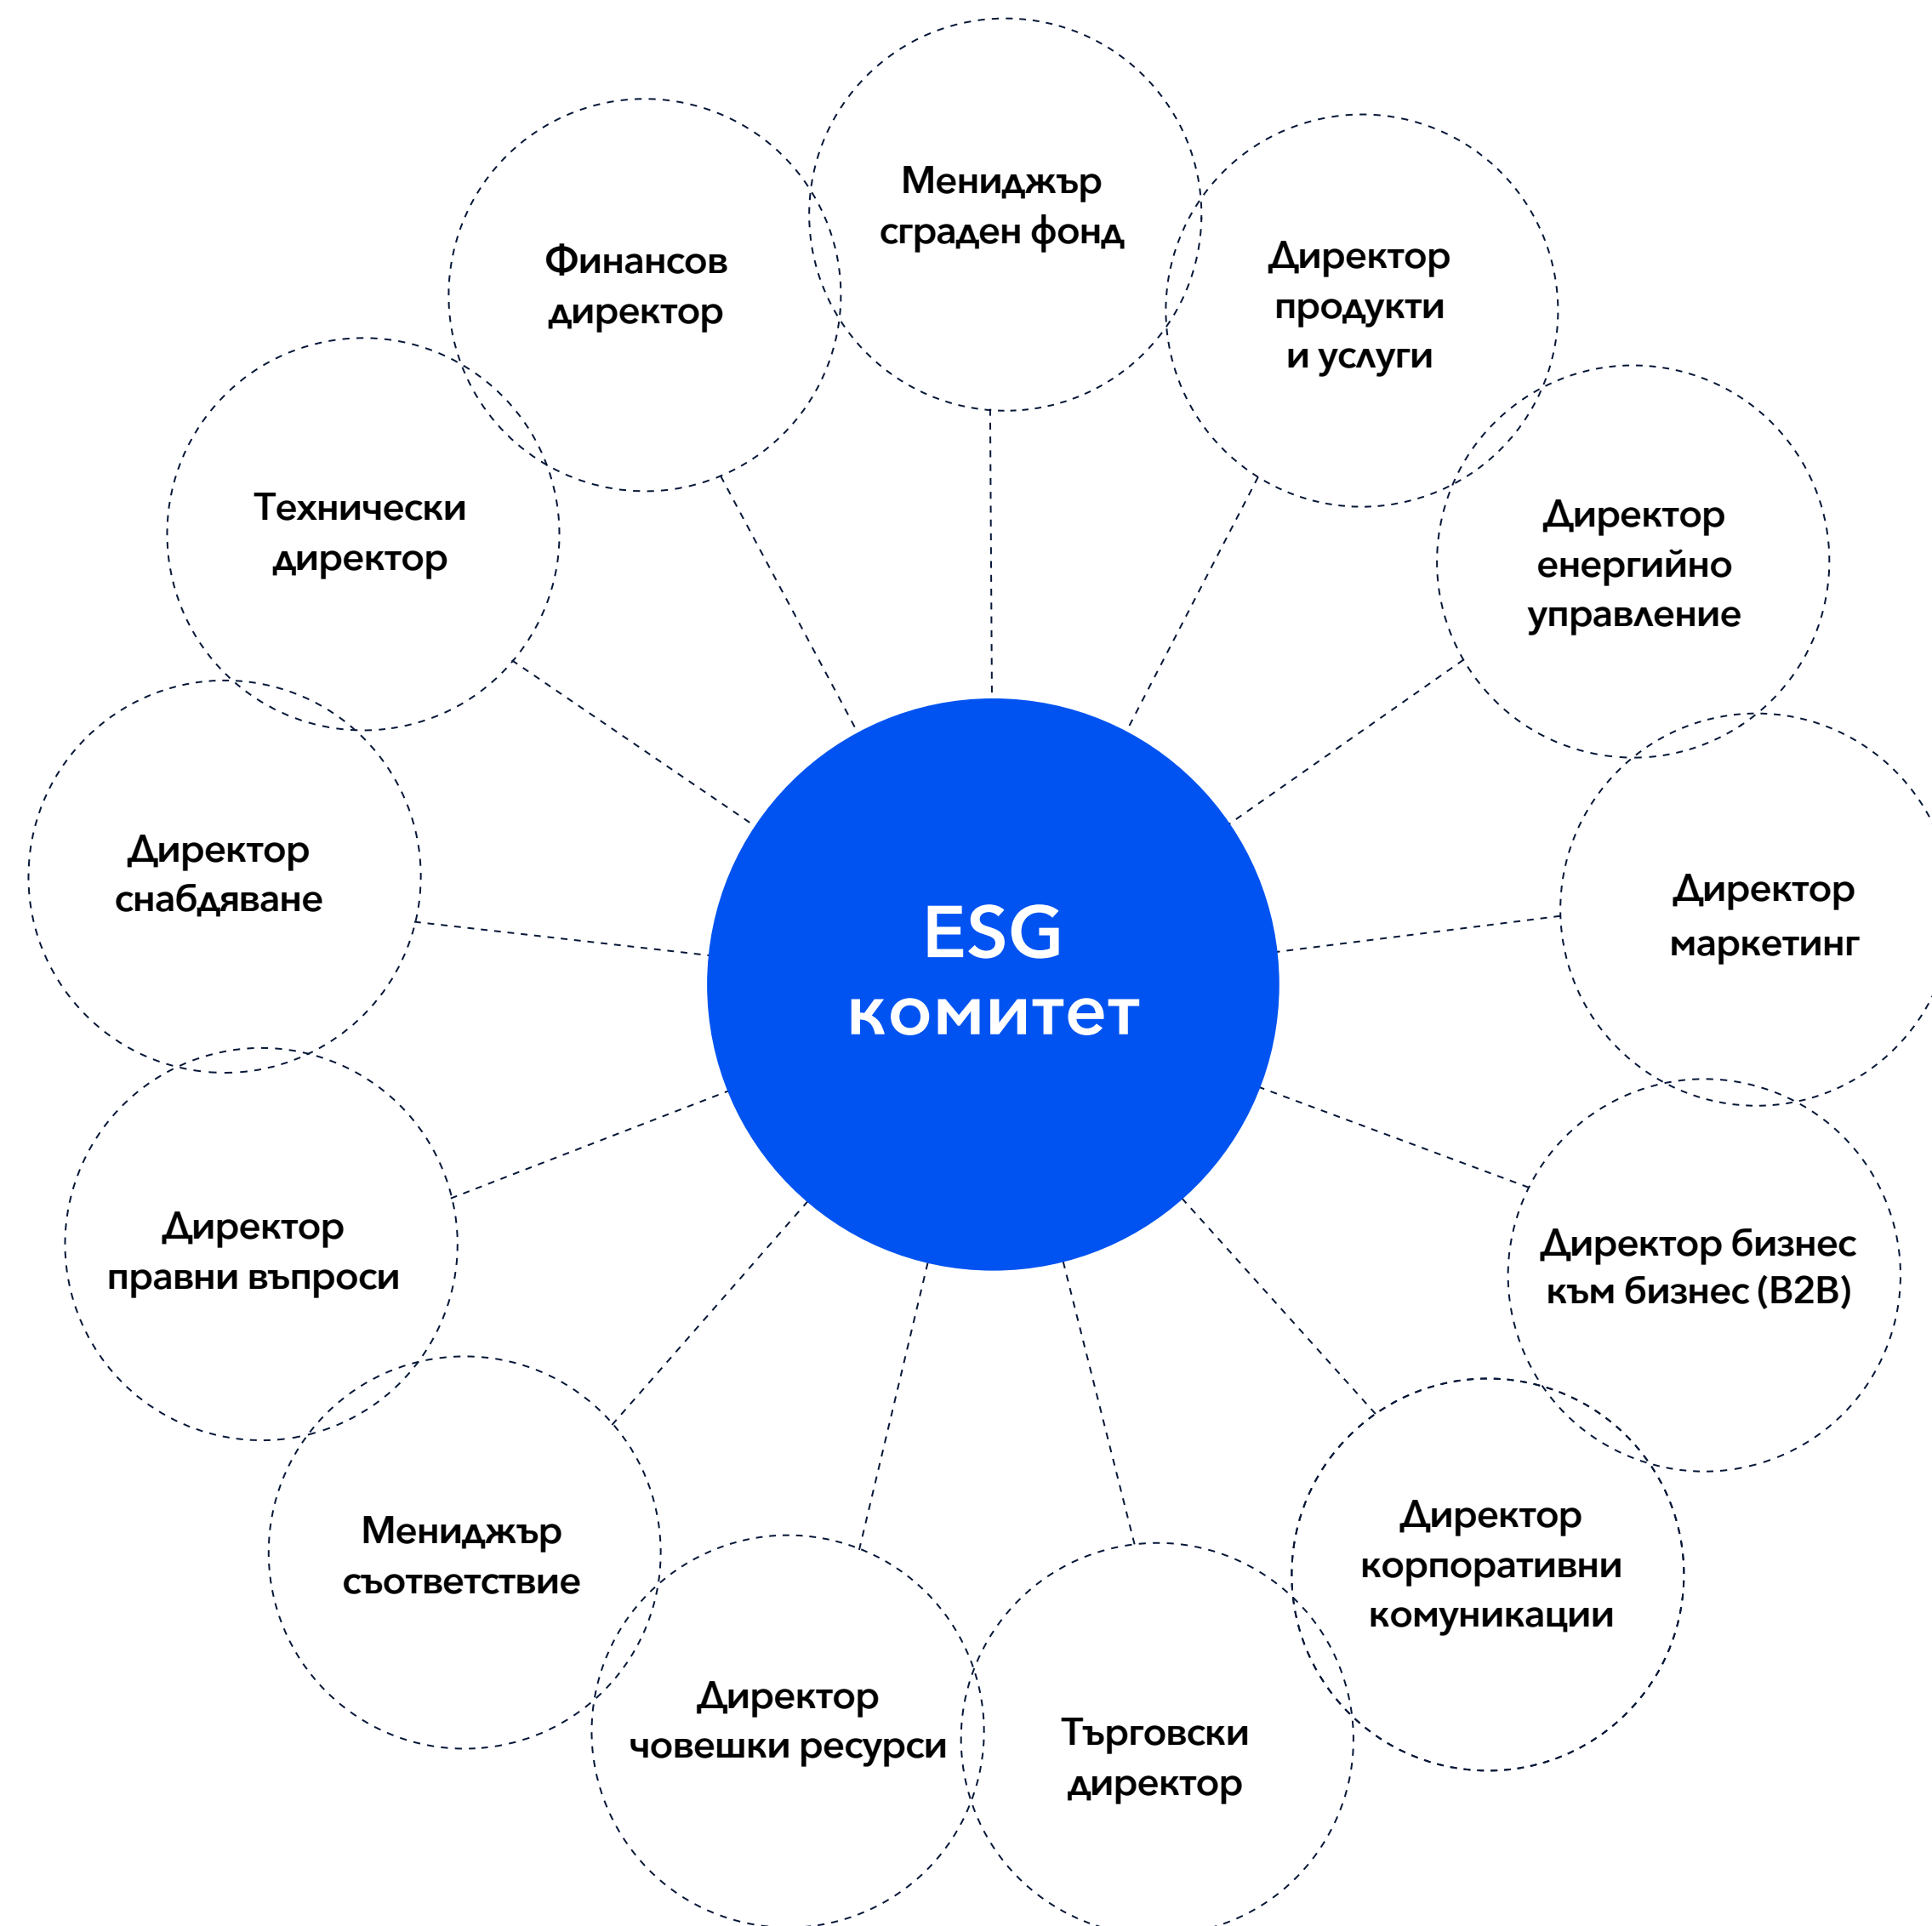 Мениджър
сграден фонд
Директор
продукти
и услуги
Директор
енергийно
управление
Директор
маркетинг
Директор бизнес
към бизнес (B2B)
Директор
корпоративни
комуникации
Търговски
директор
Директор
човешки ресурси
Мениджър
съответствие
Директор
правни въпроси
Директор
снабдяване
Технически
директор
Финансов
директор
ESG
комитет